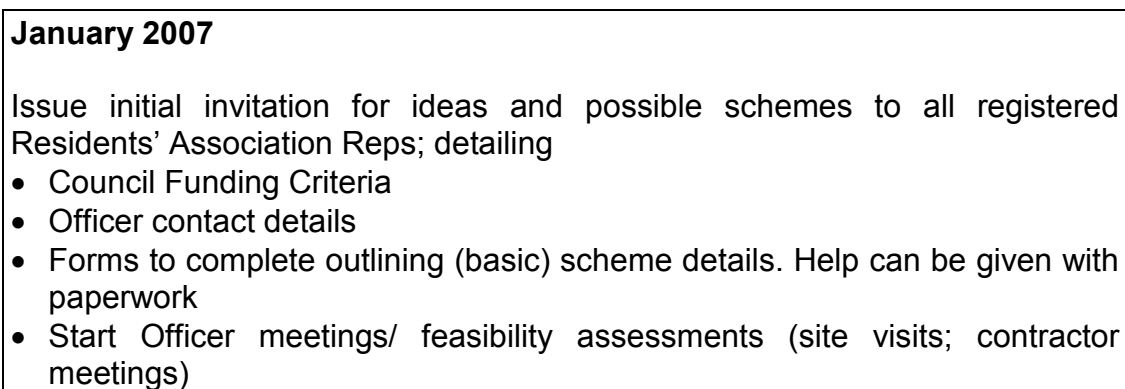 January 2007
Issue initial invitation for ideas and possible schemes to all registered
Residents’ Association Reps; detailing
• Council Funding Criteria
• Officer contact details
• Forms to complete outlining (basic) scheme details. Help can be given with
paperwork
• Start Officer meetings/ feasibility assessments (site visits; contractor
meetings)